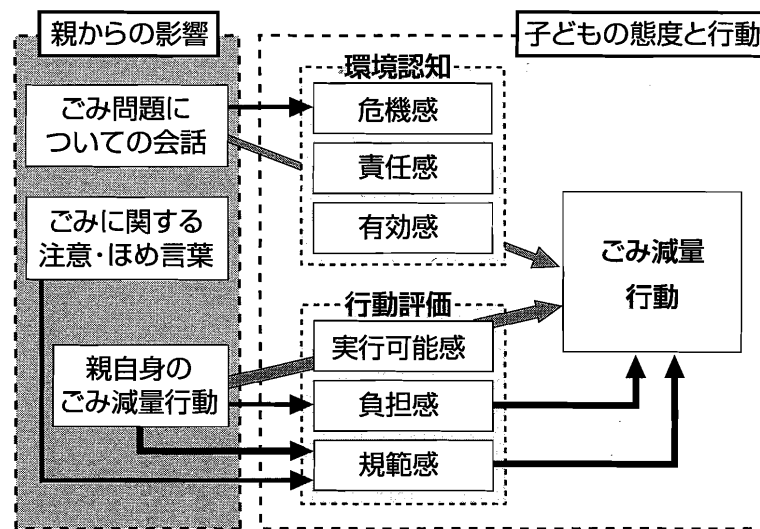 親からの影響
子どもの態度と行動
ごみ問題に
ついての会話
ごみに関する
注意・ほめ言葉
親自身の
ごみ減量行動
環境認知
危機感
責任感
有効感
行動評価
実行可能感
負担感
規範感
ごみ減量
行動